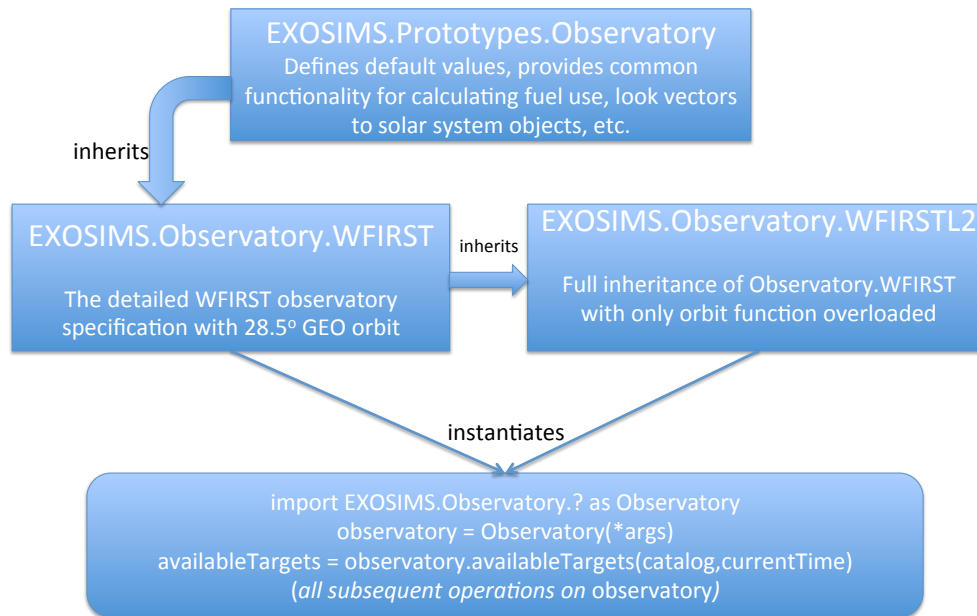 EXOSIMS.Prototypes.Observatory
Defines default values, provides common
functionality for calculating fuel use, look vectors
to solar system objects, etc.
inherits
EXOSIMS.Observatory.WFIRST
The detailed WFIRST observatory
specification with 28.5° GEO orbit
inherits
EXOSIMS.Observatory.WFIRSTL2
Full inheritance of Observatory.WFIRST
with only orbit function overloaded
instantiates
import EXOSIMS.Observatory.? as Observatory
observatory = Observatory(*args)
availableTargets = observatory.availableTargets(catalog,currentTime)
(all subsequent operations on observatory)